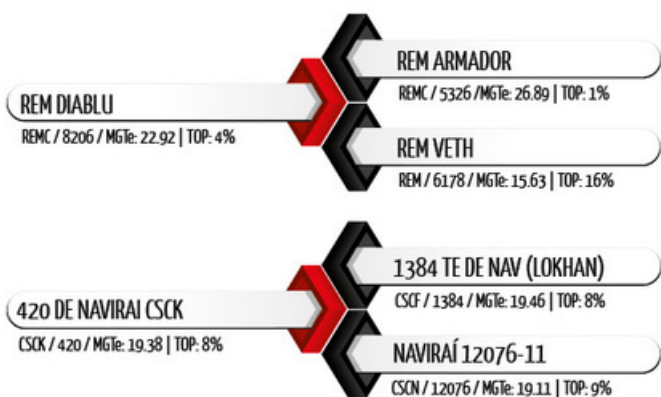 REM ARMADOR
REMC / 5326 /MGTe: 26.89 | TOP: 1%
REM DIABLU
REMC / 8206 / MGTe: 22.92 | TOP: 4%
REM VETH
REM / 6178 / MGTe: 15.63 | TOP: 16%
1384 TE DE NAV (LOKHAN)
CSCF / 1384 / MGTe: 19.46 | TOP: 8%
420 DE NAVIRAI CSCK
CSCK / 420 / MGTe: 19.38 | TOP: 8%
NAVIRAÍ 12076-11
CSCN / 12076 / MGTe: 19.11 | TOP: 9%